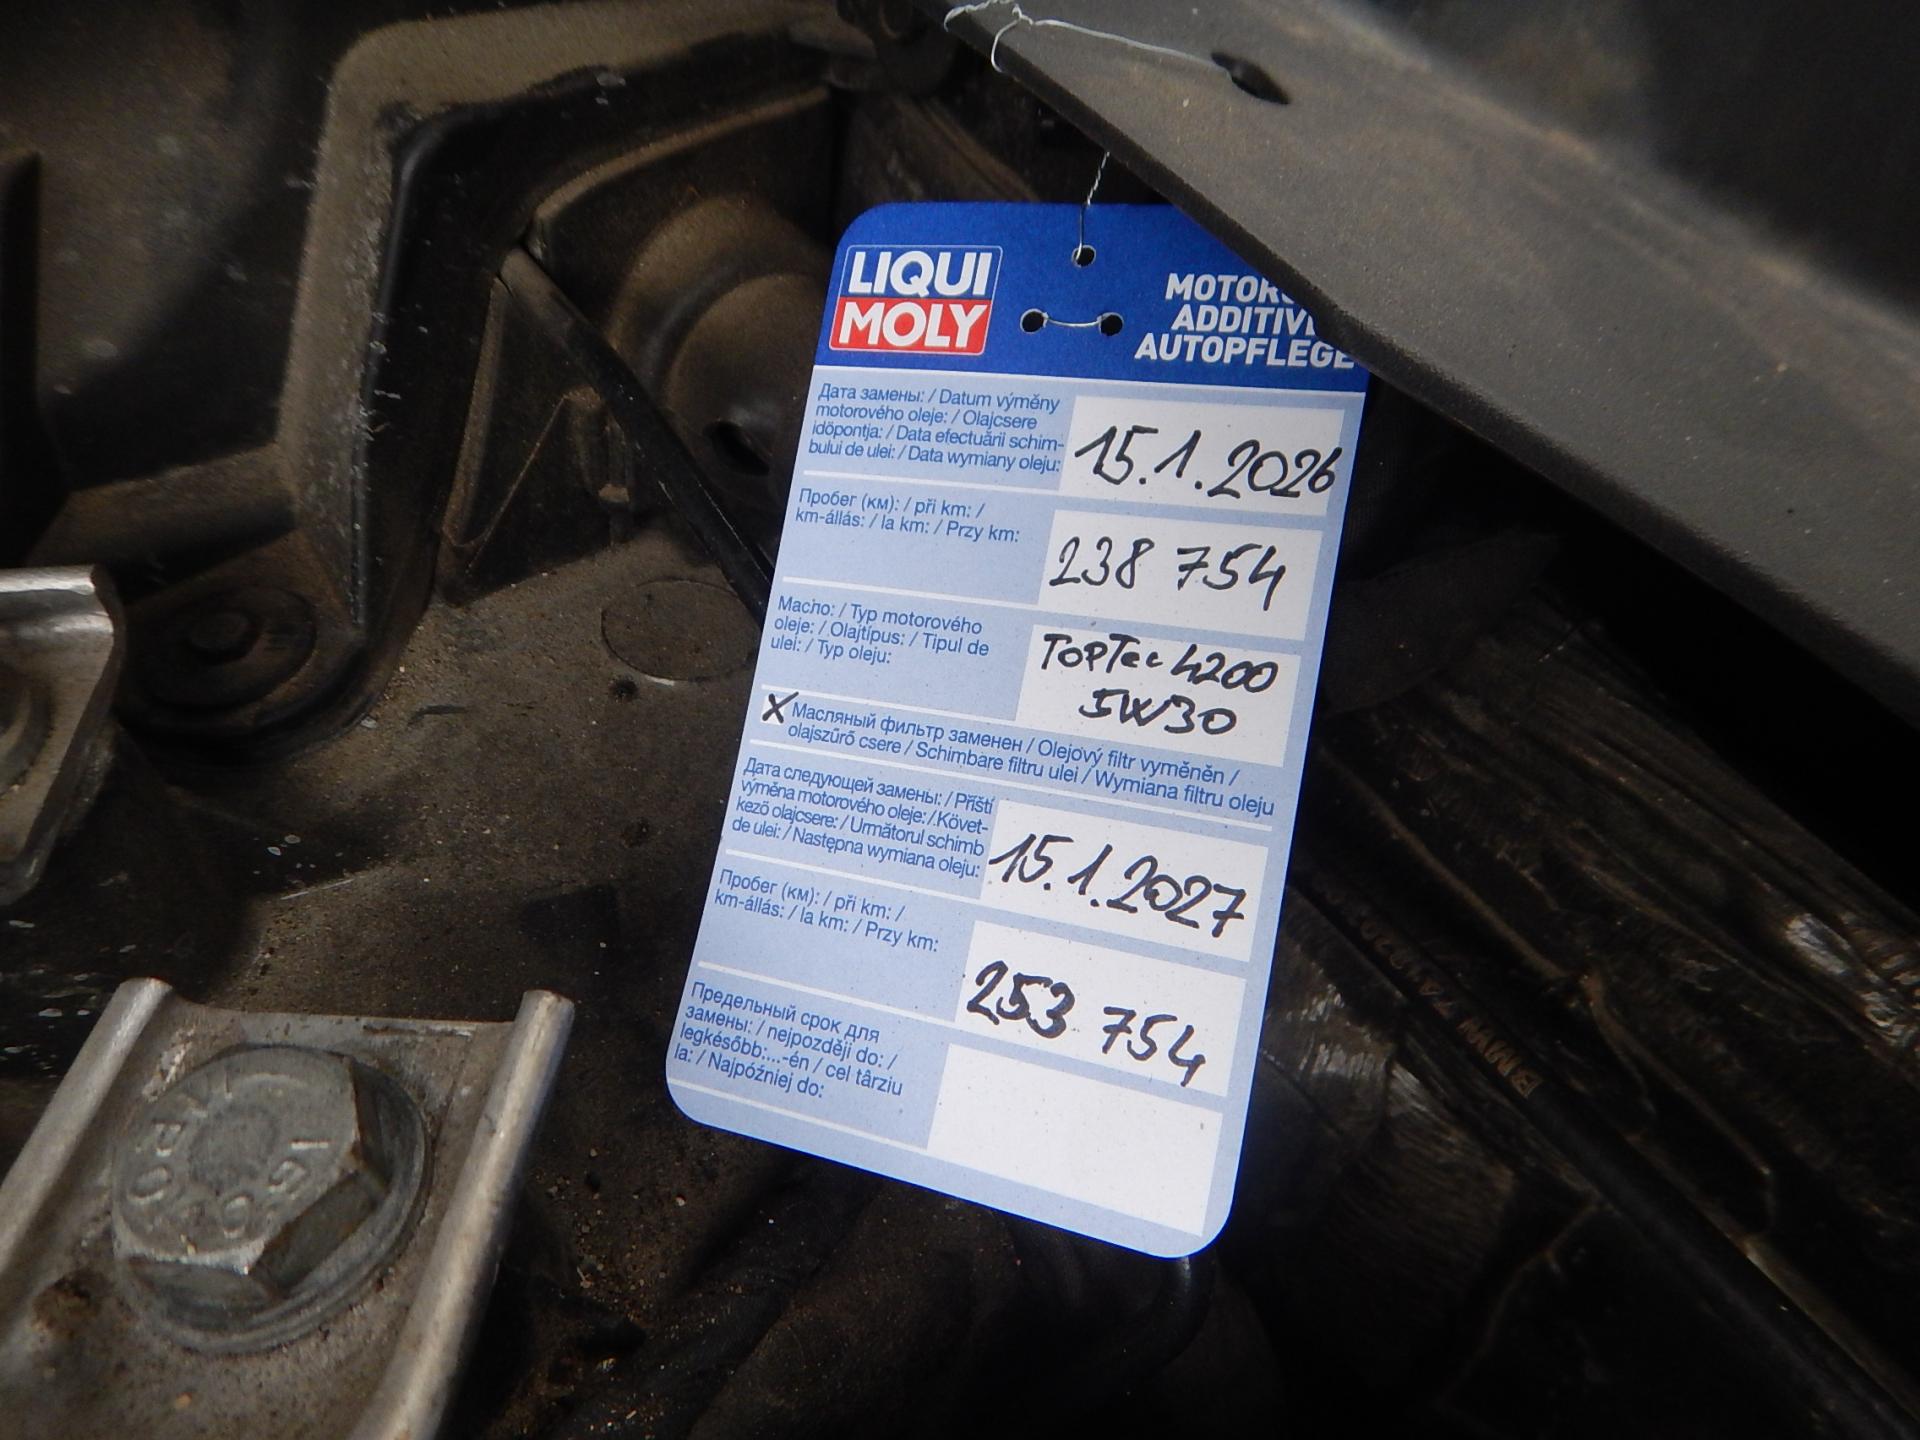 LIQUI
MOLY
ADDITIV
AUTOPFLEGE
Дата замены: / Datum výměny
motorového oleje: / Olajcsere
időpontja: / Data efectuării schim-
bului de ulei: / Data wymiany oleju:
15.1.2026
Пробег (км): / při km: /
km-állás: / la km: / Przy km:
238 754
Масло: / Typ motorového
oleje: / Olajtípus: / Tipul de
ulei: / Typ oleju:
TOPTec 4200
5W30
X Масляный фильтр заменен / Olejový filtr vyměněn /
olajszűrő csere / Schimbare filtru ulei / Wymiana filtru oleju
Дата следующей замены: / Příští
výměna motorového oleje: / Követ-
kező olajcsere: / Următorul schimb
de ulei: / Następna wymiana oleju:
15.1.2027
Пробег (км): / při km: /
km-állás: / la km: / Przy km:
253 754
Предельный срок для
замены: / nejpozději do: /
legkésőbb:...-én / cel târziu
la: / Najpóźniej do:
BMW